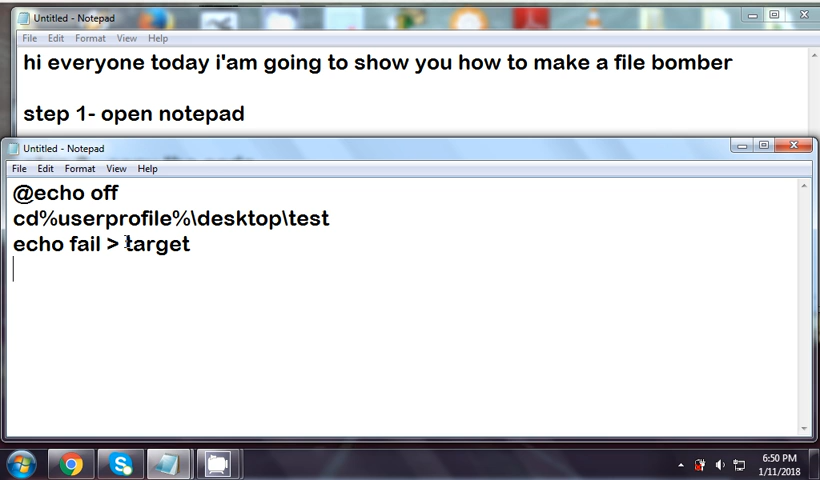 Untitled - Notepad
File Edit Format View Help
hi everyone today i'am going to show you how to make a file bomber
step 1- open notepad
Untitled - Notepad
File Edit Format View Help
@echo off
cd%userprofile%\desktop\test
echo fail > target
6:50 PM
1/11/2018